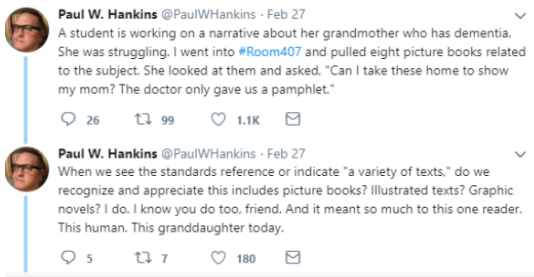 Paul W. Hankins @PaulWHankins · Feb 27
A student is working on a narrative about her grandmother who has dementia.
She was struggling. I went into #Room407 and pulled eight picture books related
to the subject. She looked at them and asked, "Can I take these home to show
my mom? The doctor only gave us a pamphlet."
26 99 1.1K
Paul W. Hankins @PaulWHankins · Feb 27
When we see the standards reference or indicate "a variety of texts," do we
recognize and appreciate this includes picture books? Illustrated texts? Graphic
novels? I do. I know you do too, friend. And it meant so much to this one reader.
This human. This granddaughter today.
5 7 180